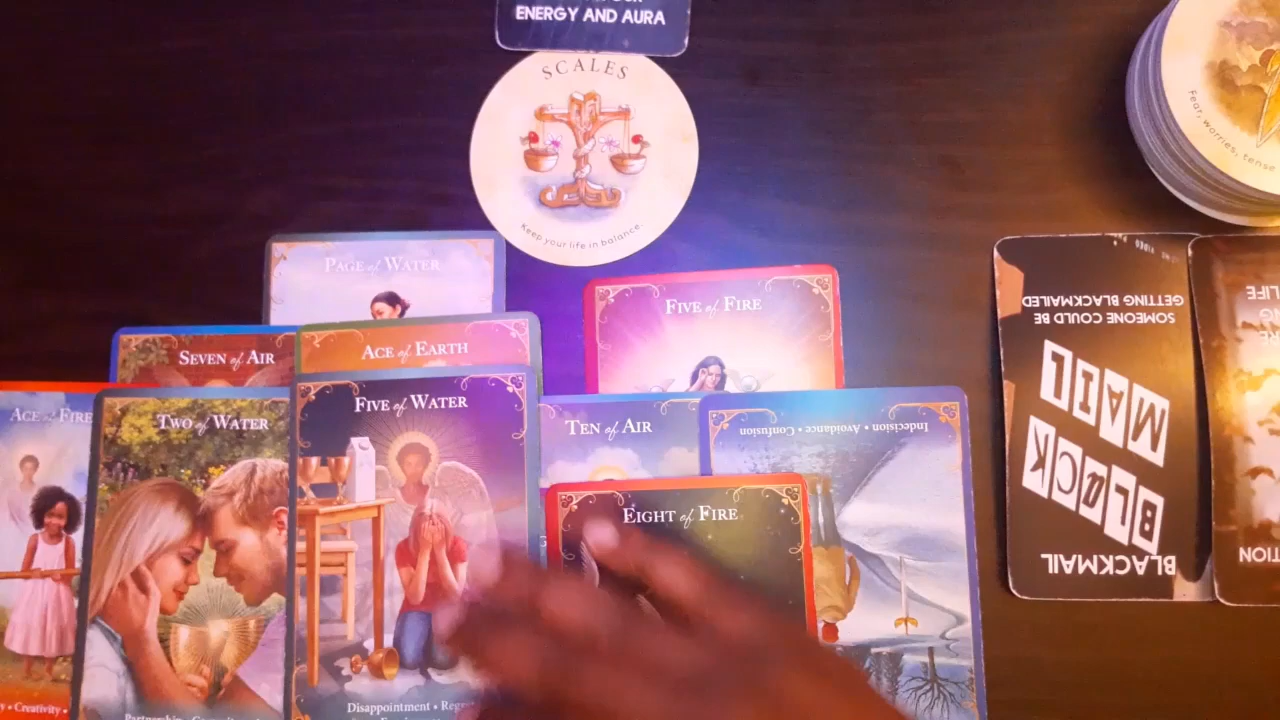 ENERGY AND AURA
SCALES
Keep your life in balance.
Fear, worries, tense
PAGE of WATER
FIVE of FIRE
SEVEN of AIR
ACE of EARTH
ACE of FIRE
TWO of WATER
FIVE of WATER
TEN of AIR
Indecision • Avoidance • Confusion
EIGHT of FIRE
Disappointment •
• Creativity •
BLACKMAIL
BLACK
MAIL
SOMEONE COULD BE
GETTING BLACKMAILED
LIFE